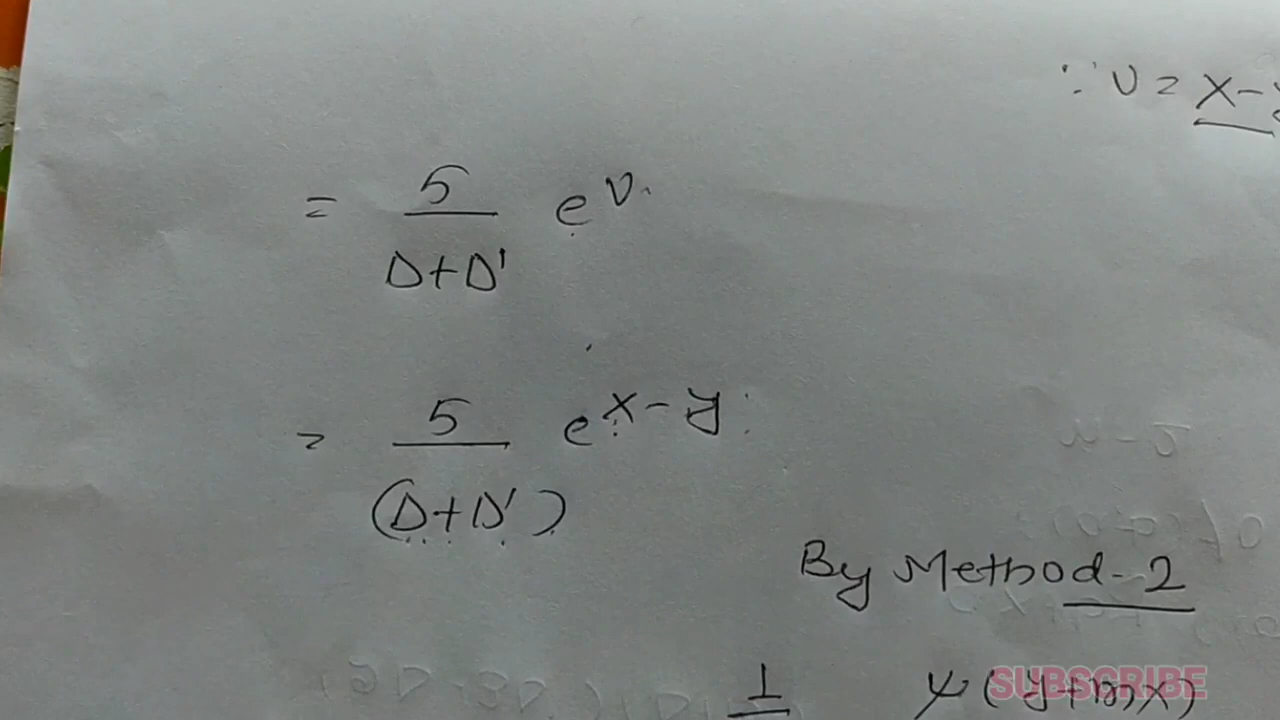 ∵ v = x-
= 5/(D+D') e^v.
= 5/(D+D') e^(x-y)
By Method-2
1 ψ(y+mx)
SUBSCRIBE